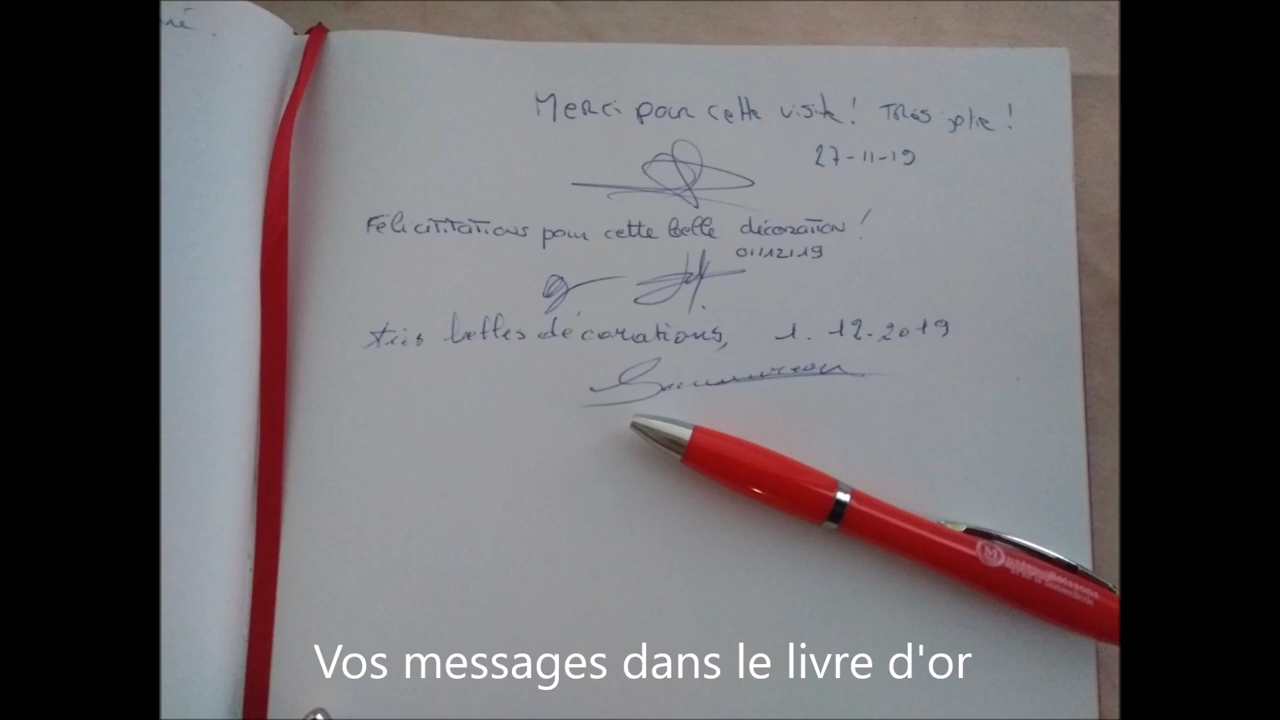 Merci pour cette visite! Très jolie!
27-11-19
Félicititations pour cette belle décoration!
01/12/19
très belles décorations, 1.12.2019
Vos messages dans le livre d'or